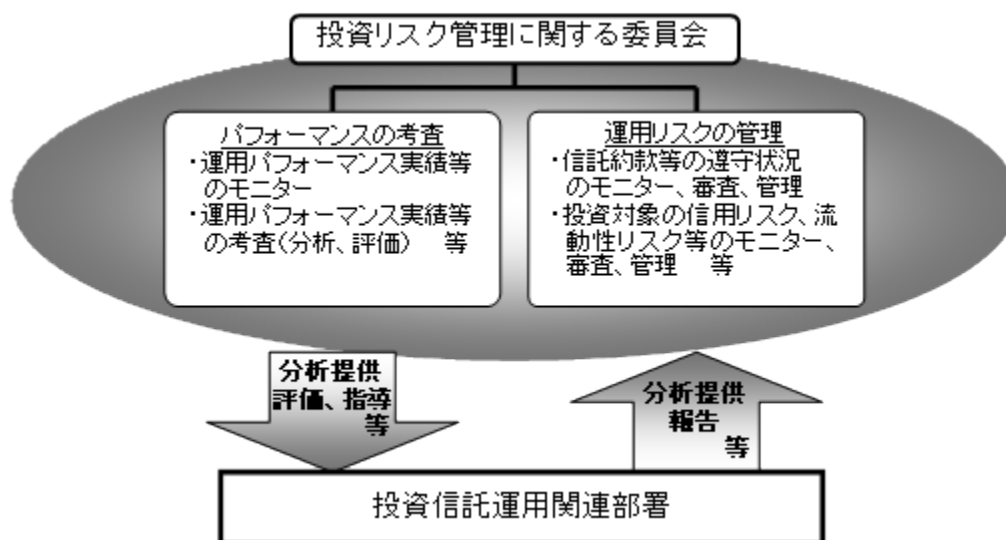 投資リスク管理に関する委員会
パフォーマンスの考査
・運用パフォーマンス実績等
のモニター
・運用パフォーマンス実績等
の考査(分析、評価) 等
運用リスクの管理
・信託約款等の遵守状況
のモニター、審査、管理
・投資対象の信用リスク、流
動性リスク等のモニター、
審査、管理 等
分析提供
評価、指導
等
分析提供
報告
等
投資信託運用関連部署